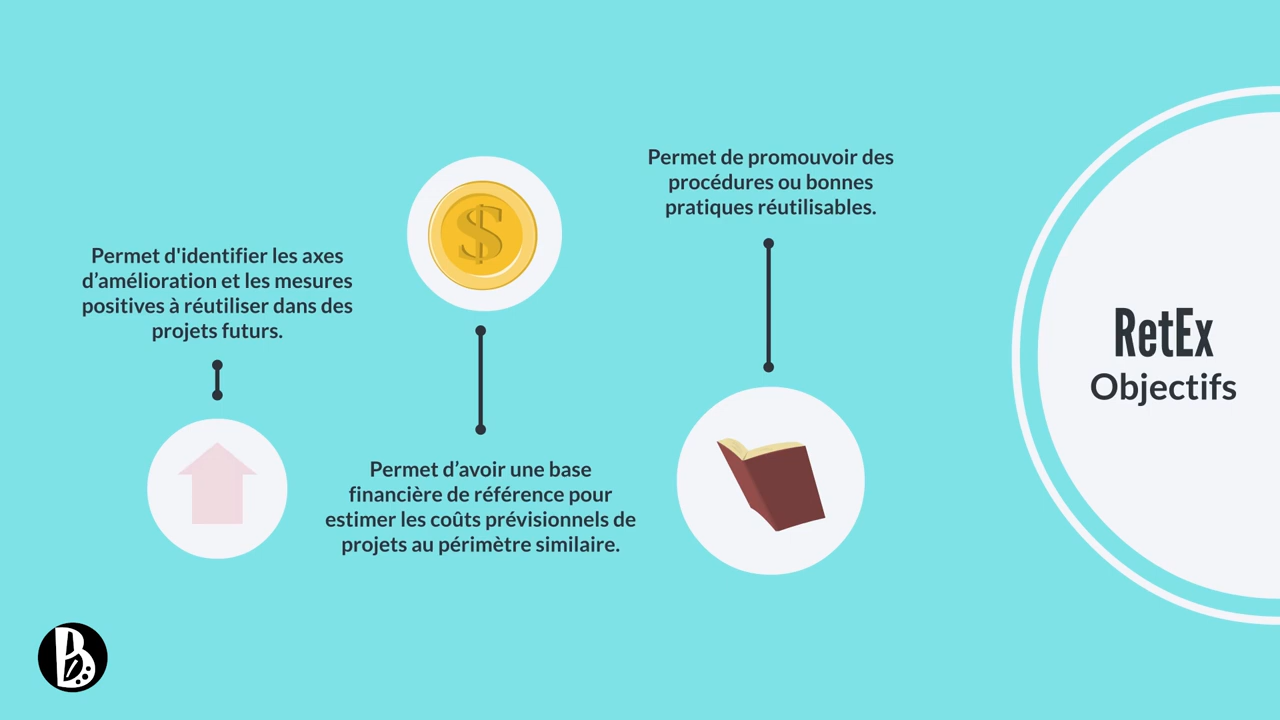 Permet d'identifier les axes
d’amélioration et les mesures
positives à réutiliser dans des
projets futurs.
$
Permet d’avoir une base
financière de référence pour
estimer les coûts prévisionnels de
projets au périmètre similaire.
Permet de promouvoir des
procédures ou bonnes
pratiques réutilisables.
RetEx
Objectifs
B